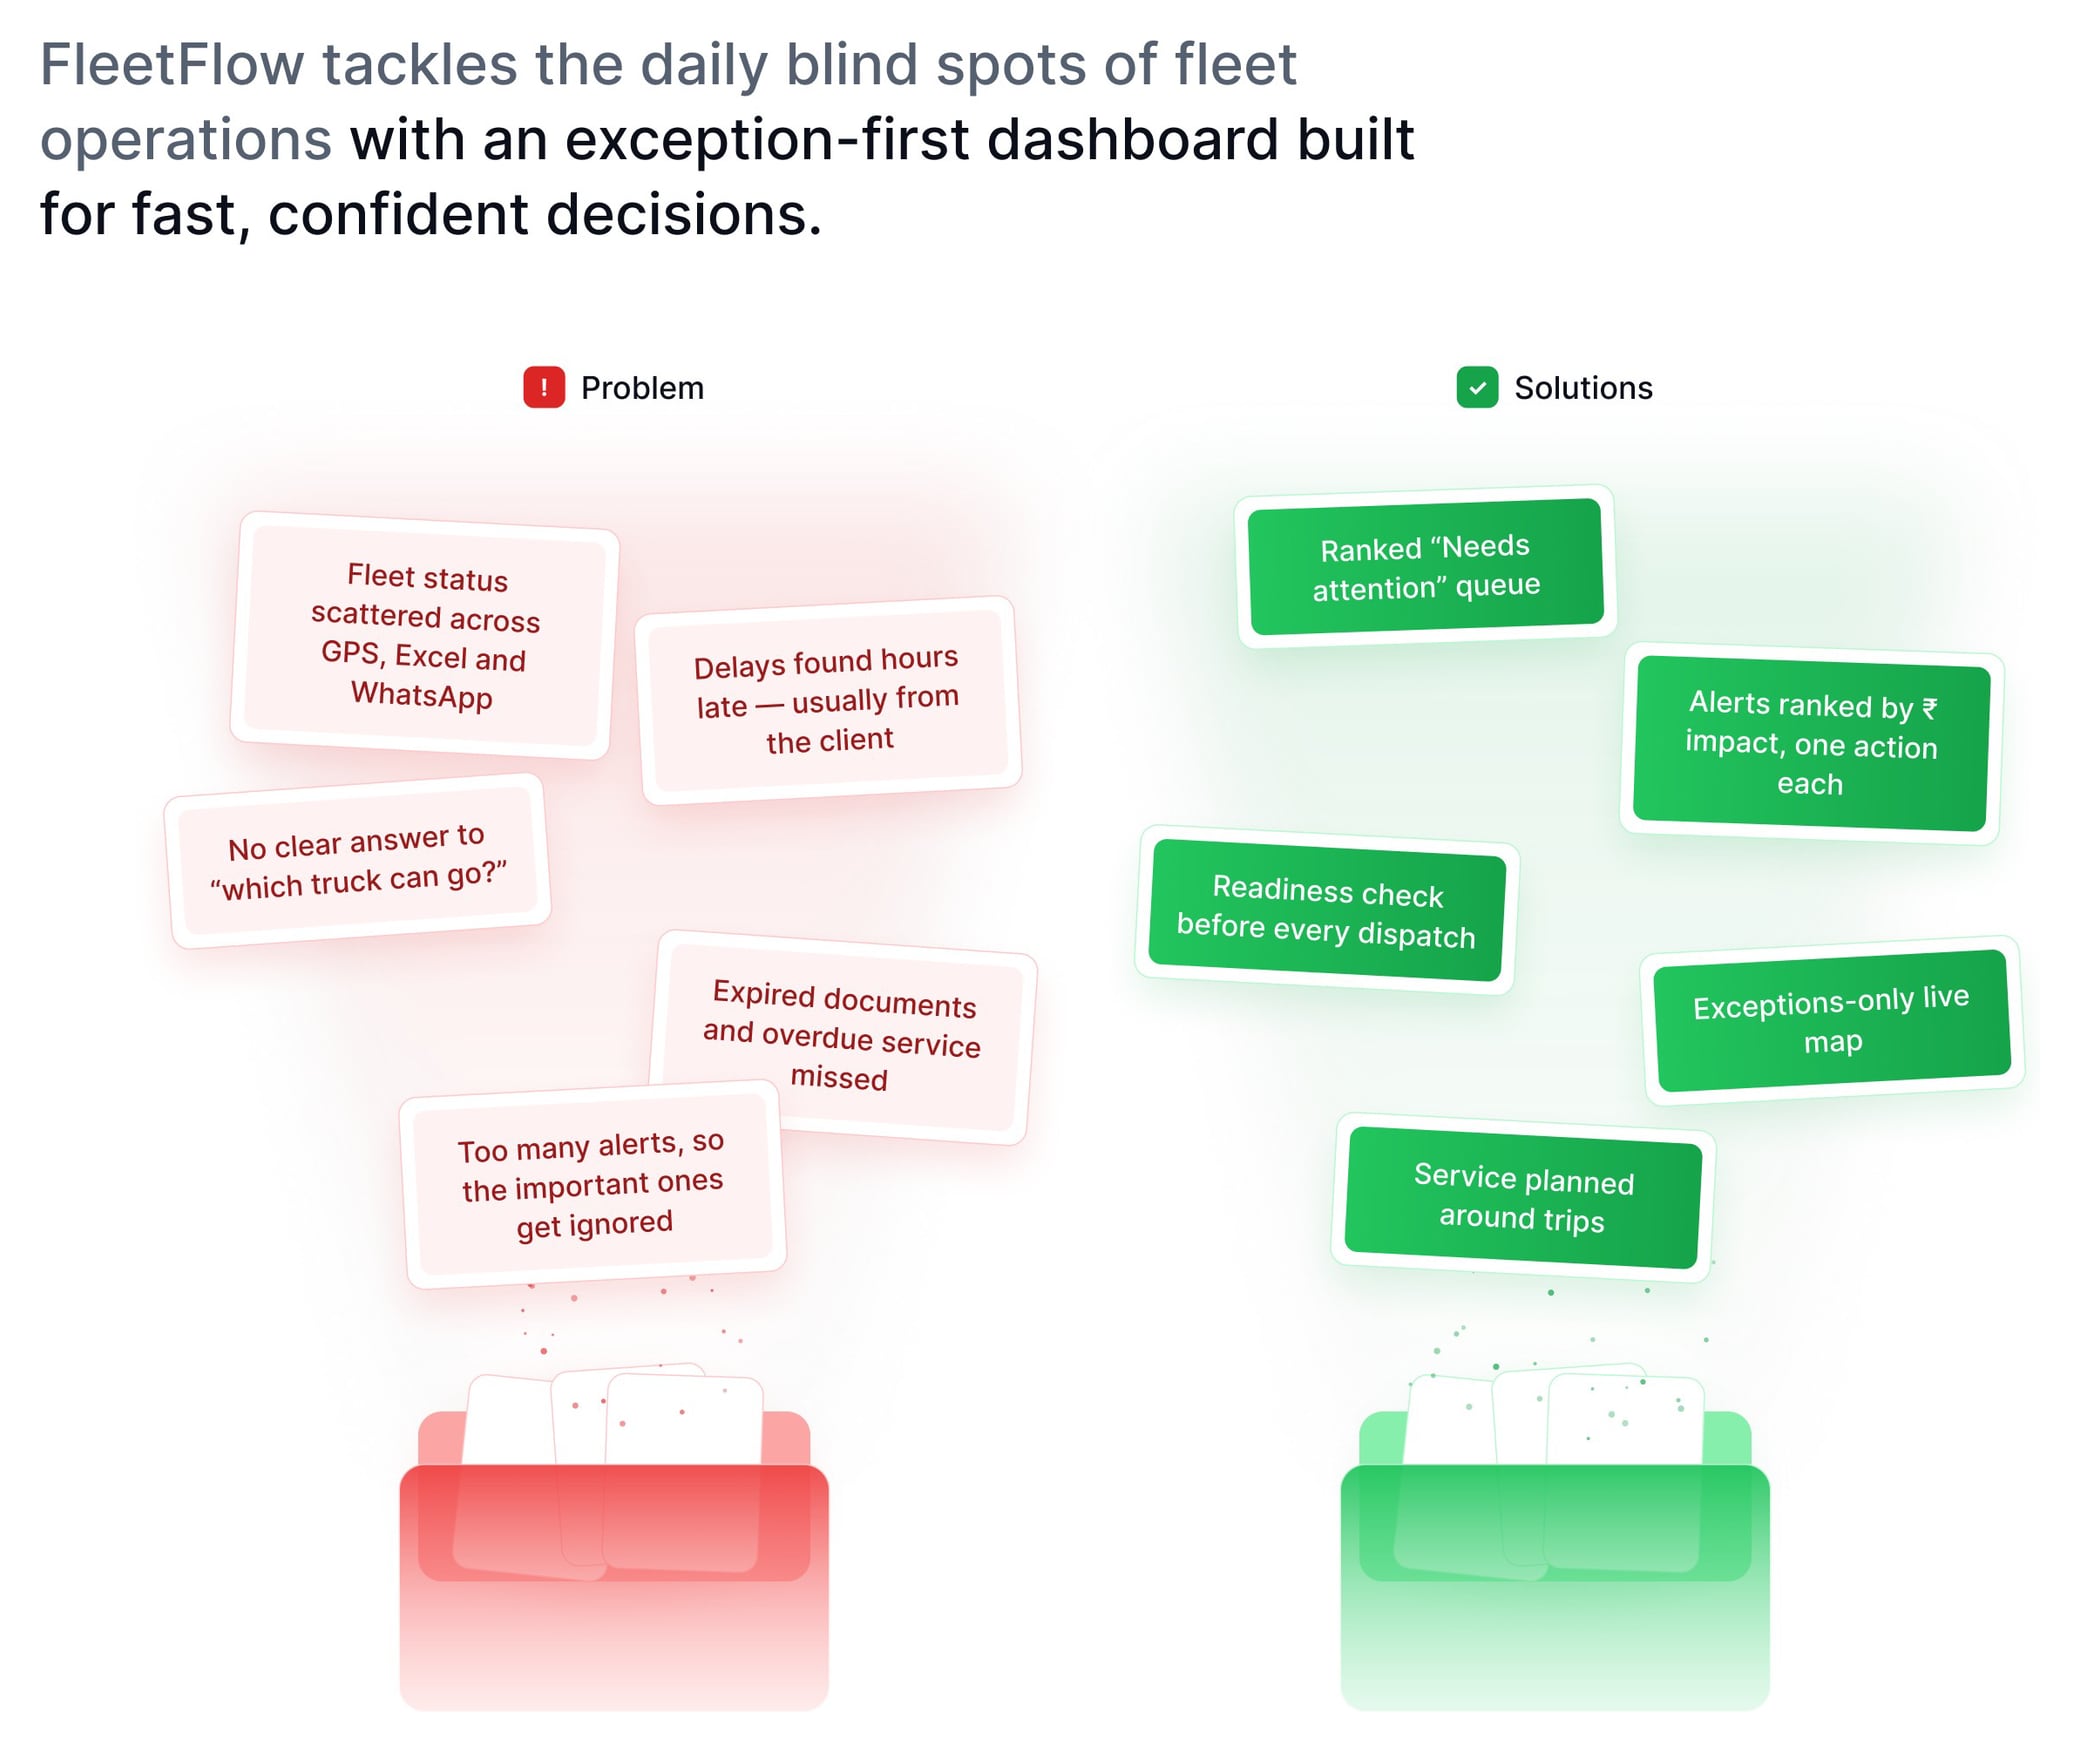 FleetFlow tackles the daily blind spots of fleet
operations with an exception-first dashboard built
for fast, confident decisions.
! Problem
Fleet status
scattered across
GPS, Excel and
WhatsApp
Delays found hours
late — usually from
the client
No clear answer to
“which truck can go?”
Expired documents
and overdue service
missed
Too many alerts, so
the important ones
get ignored
Solutions
Ranked “Needs
attention” queue
Alerts ranked by ₹
impact, one action
each
Readiness check
before every dispatch
Exceptions-only live
map
Service planned
around trips